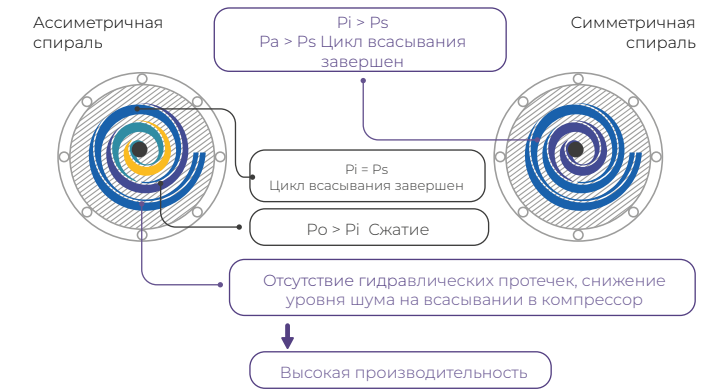 Ассиметричная
спираль
Pi > Ps
Pa > Ps Цикл всасывания
завершен
Симметричная
спираль
Pi = Ps
Цикл всасывания завершен
Po > Pi Сжатие
Отсутствие гидравлических протечек, снижение
уровня шума на всасывании в компрессор
Высокая производительность